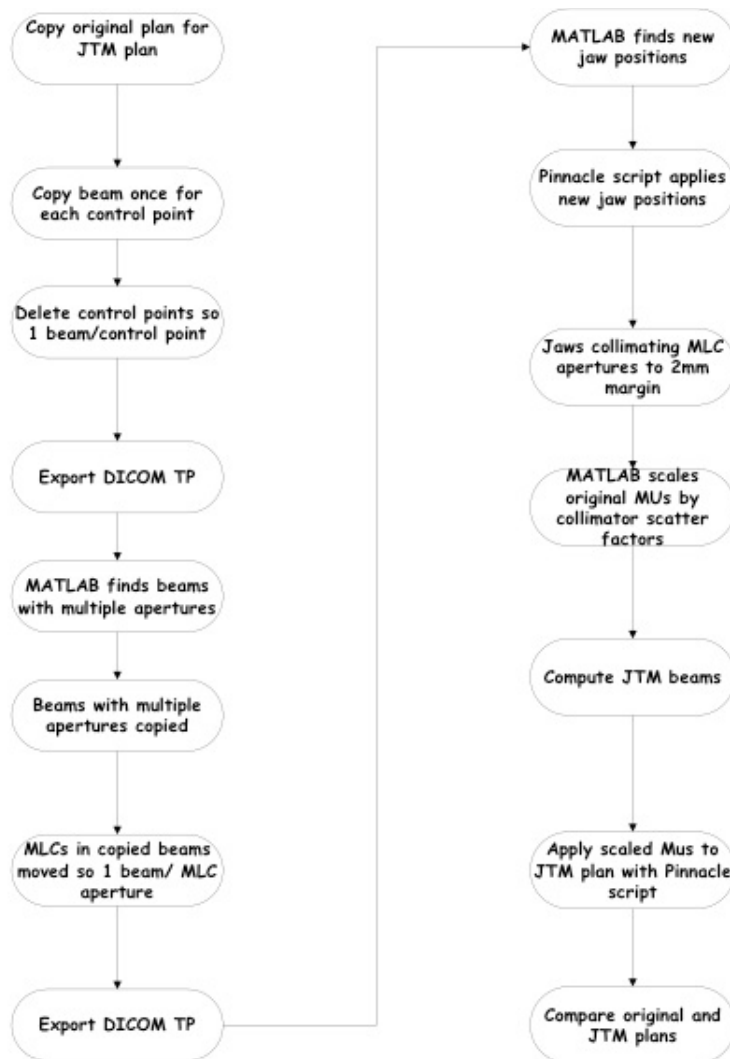 Copy original plan for
JTM plan
Copy beam once for
each control point
Delete control points so
1 beam/control point
Export DICOM TP
MATLAB finds beams
with multiple apertures
Beams with multiple
apertures copied
MLCs in copied beams
moved so 1 beam/ MLC
aperture
Export DICOM TP
MATLAB finds new
jaw positions
Pinnacle script applies
new jaw positions
Jaws collimating MLC
apertures to 2mm
margin
MATLAB scales
original MUs by
collimator scatter
factors
Compute JTM beams
Apply scaled Mus to
JTM plan with Pinnacle
script
Compare original and
JTM plans